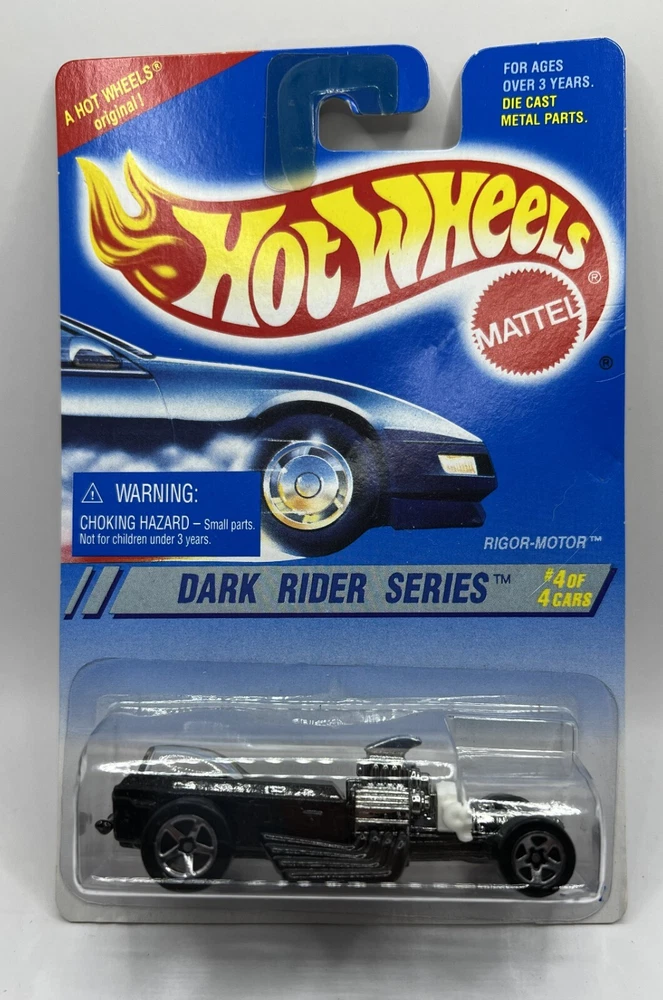 A HOT WHEELS®
original!
FOR AGES
OVER 3 YEARS.
DIE CAST
METAL PARTS.
HOT WHEELS®
MATTEL
®
⚠ WARNING:
CHOKING HAZARD – Small parts.
Not for children under 3 years.
RIGOR-MOTOR™
DARK RIDER SERIES™
#4 OF
4 CARS